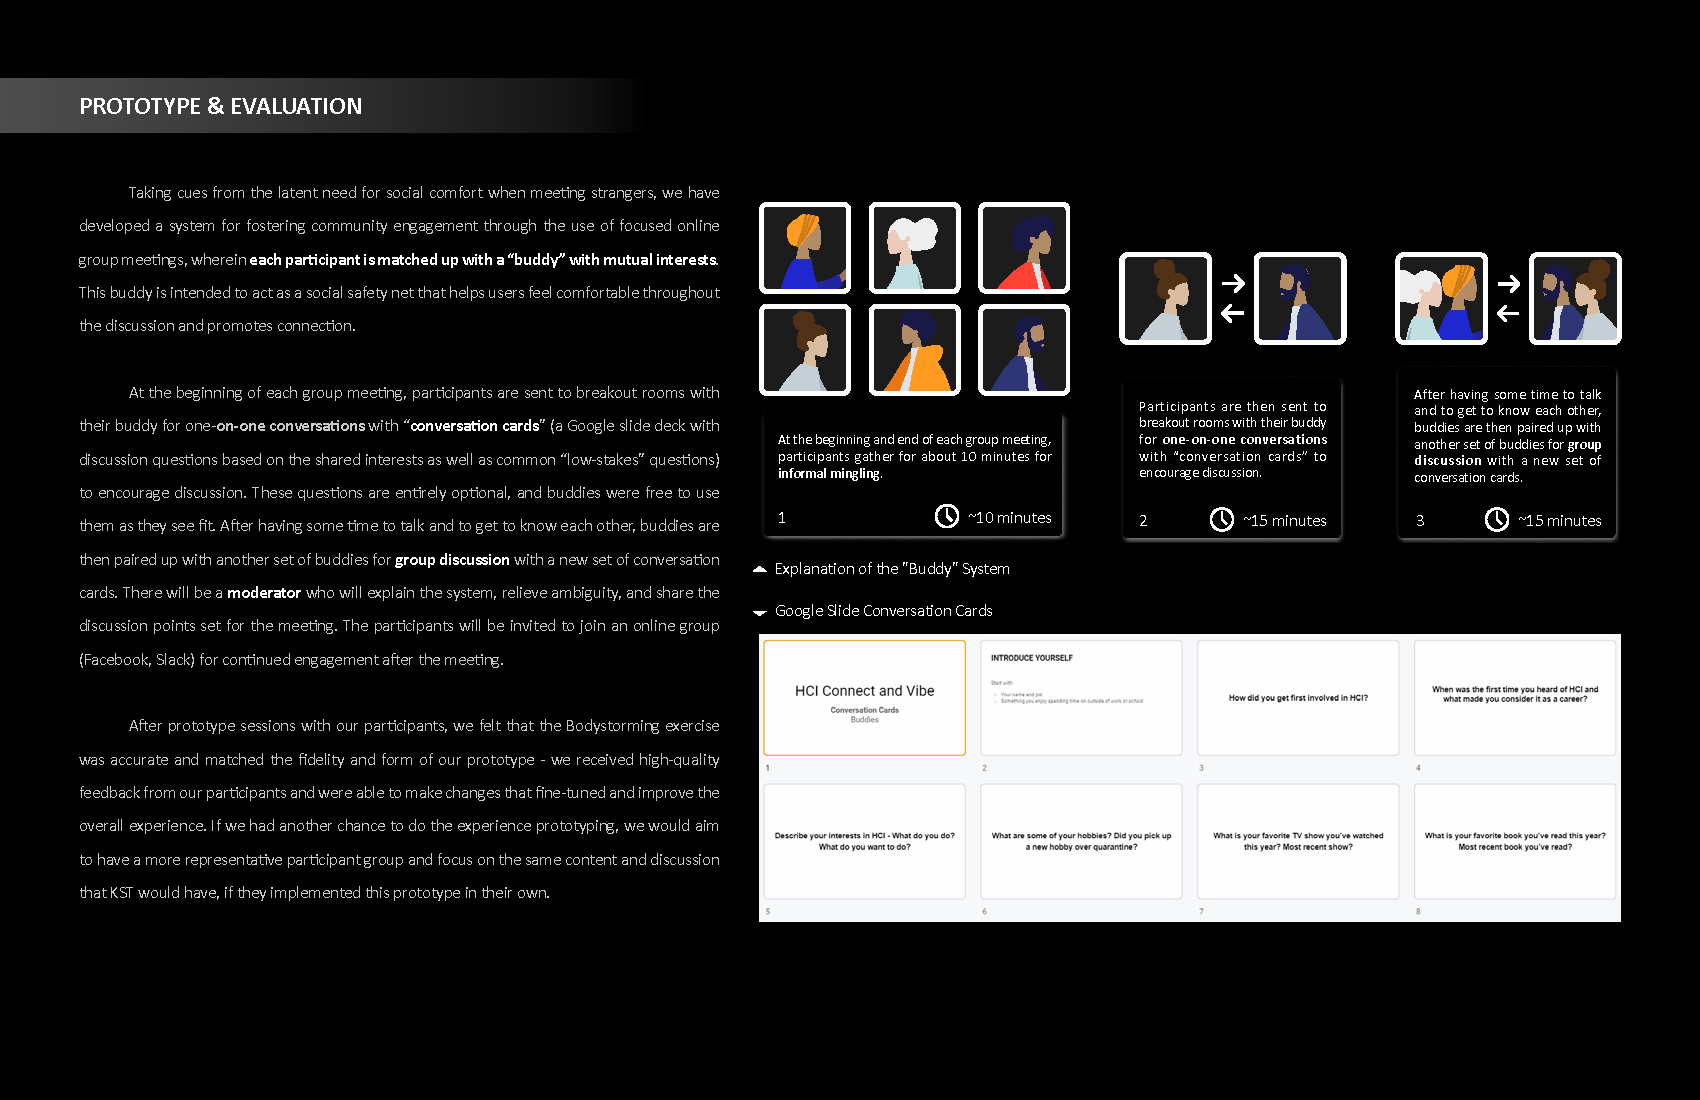 PROTOTYPE & EVALUATION
Taking cues from the latent need for social comfort when meeting strangers, we have
developed a system for fostering community engagement through the use of focused online
group meetings, wherein each participant is matched up with a “buddy” with mutual interests.
This buddy is intended to act as a social safety net that helps users feel comfortable throughout
the discussion and promotes connection.
At the beginning of each group meeting, participants are sent to breakout rooms with
their buddy for one-on-one conversations with “conversation cards” (a Google slide deck with
discussion questions based on the shared interests as well as common “low-stakes” questions)
to encourage discussion. These questions are entirely optional, and buddies were free to use
them as they see fit. After having some time to talk and to get to know each other, buddies are
then paired up with another set of buddies for group discussion with a new set of conversation
cards. There will be a moderator who will explain the system, relieve ambiguity, and share the
discussion points set for the meeting. The participants will be invited to join an online group
(Facebook, Slack) for continued engagement after the meeting.
After prototype sessions with our participants, we felt that the Bodystorming exercise
was accurate and matched the fidelity and form of our prototype - we received high-quality
feedback from our participants and were able to make changes that fine-tuned and improve the
overall experience. If we had another chance to do the experience prototyping, we would aim
to have a more representative participant group and focus on the same content and discussion
that KST would have, if they implemented this prototype in their own.
At the beginning and end of each group meeting,
participants gather for about 10 minutes for
informal mingling.
1
~10 minutes
Participants are then sent to
breakout rooms with their buddy
for one-on-one conversations
with “conversation cards” to
encourage discussion.
2
~15 minutes
After having some time to talk
and to get to know each other,
buddies are then paired up with
another set of buddies for group
discussion with a new set of
conversation cards.
3
~15 minutes
Explanation of the "Buddy" System
Google Slide Conversation Cards
HCI Connect and Vibe
Conversation Cards
Buddies
1
INTRODUCE YOURSELF
Start with:
- Your name and job
- Something you enjoy spending time on outside of work or school
2
How did you get first involved in HCI?
3
When was the first time you heard of HCI and
what made you consider it as a career?
4
Describe your interests in HCI - What do you do?
What do you want to do?
5
What are some of your hobbies? Did you pick up
a new hobby over quarantine?
6
What is your favorite TV show you've watched
this year? Most recent show?
7
What is your favorite book you've read this year?
Most recent book you've read?
8